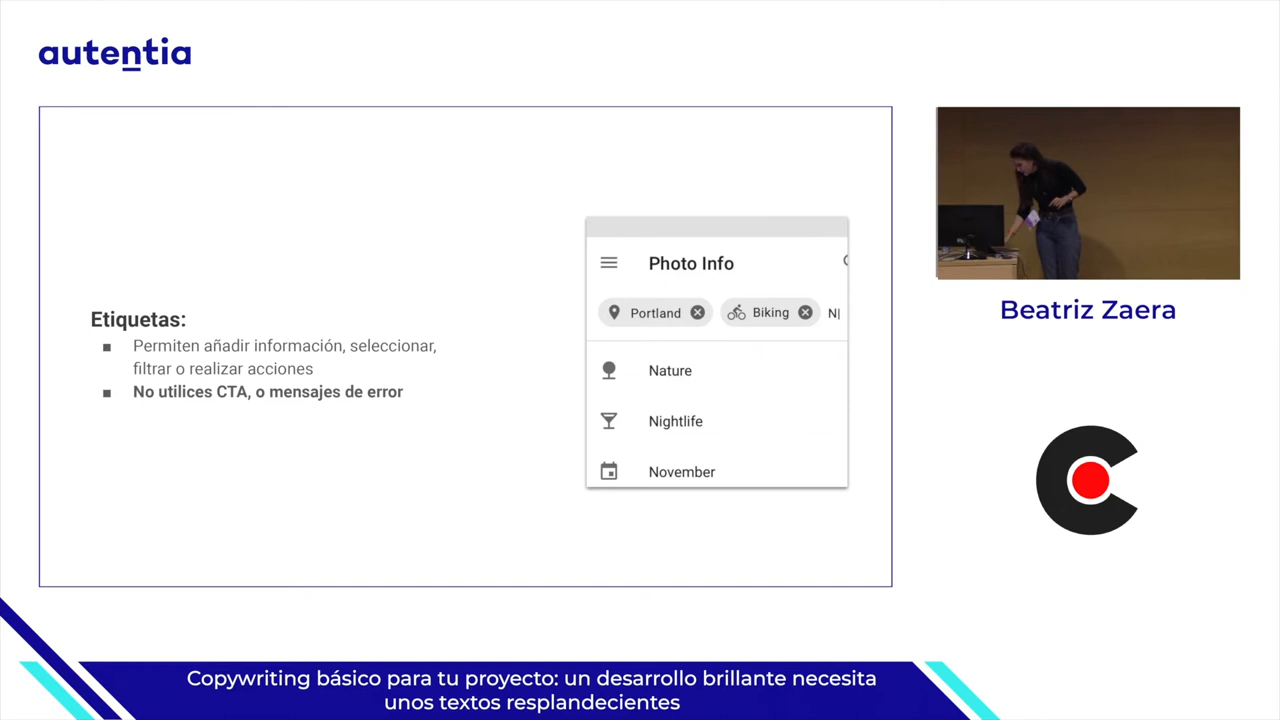 autentia
Etiquetas:
Permiten añadir información, seleccionar,
filtrar o realizar acciones
No utilices CTA, o mensajes de error
Photo Info
Portland
Biking
N
Nature
Nightlife
November
Beatriz Zaera
Copywriting básico para tu proyecto: un desarrollo brillante necesita
unos textos resplandecientes